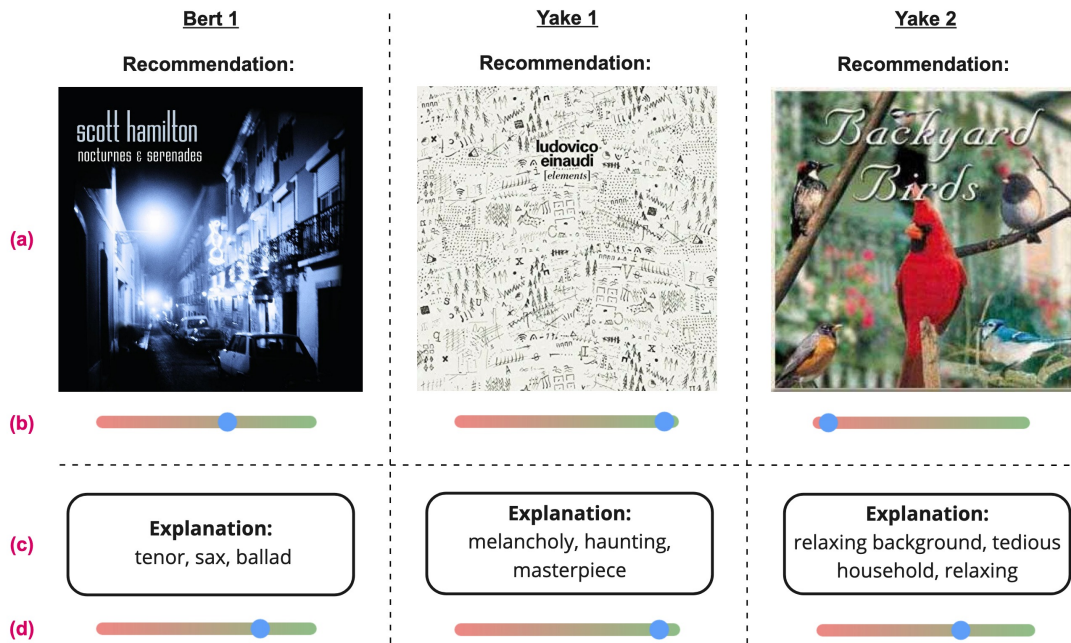 Bert 1
Yake 1
Yake 2
Recommendation:
Recommendation:
Recommendation:
(a)
scott hamilton
nocturnes & serenades
ludovico
einaudi
[elements]
Backyard
Birds
(b)
(c)
Explanation:
tenor, sax, ballad
Explanation:
melancholy, haunting,
masterpiece
Explanation:
relaxing background, tedious
household, relaxing
(d)